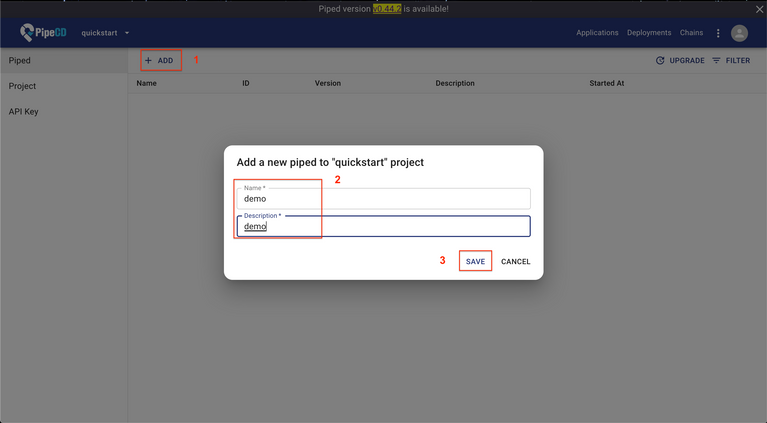 Piped version v0.44.2 is available!
PipeCD quickstart Applications Deployments Chains
Piped
+ ADD 1 UPGRADE FILTER
Project
API Key
Name ID Version Description Started At
Add a new piped to "quickstart" project
2
Name *
demo
Description *
demo
3 SAVE CANCEL